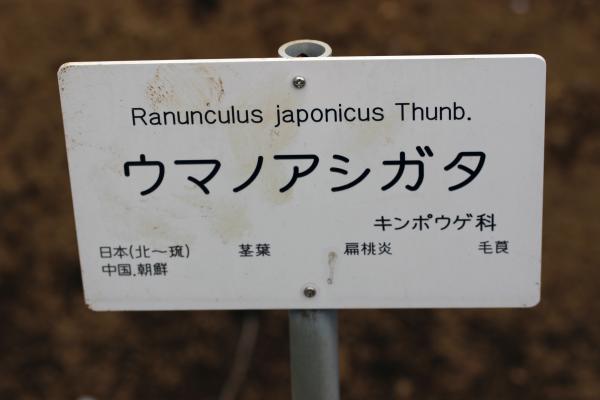 Ranunculus japonicus Thunb.
ウマノアシガタ
キンポウゲ科
日本(北～琉) 茎葉 扁桃炎 毛茛
中国.朝鮮